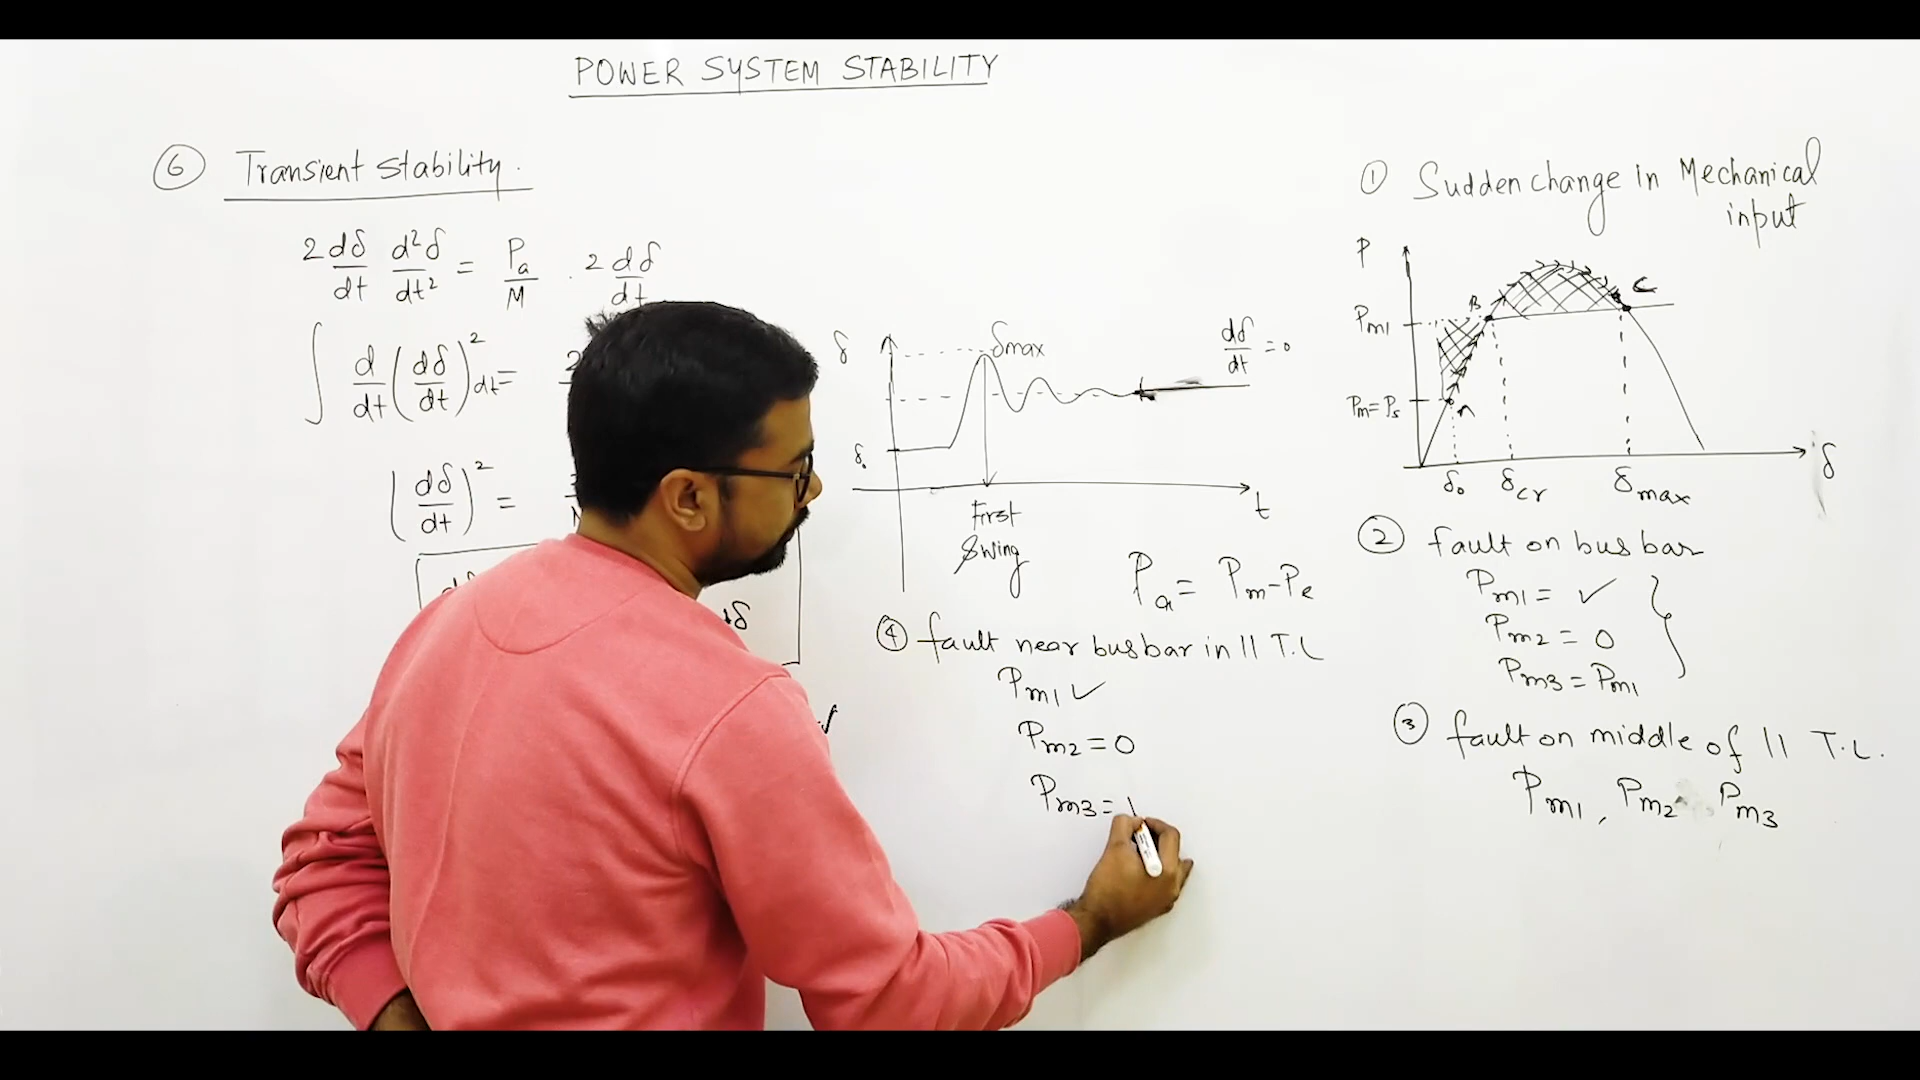 POWER SYSTEM STABILITY
⑥ Transient stability.
2 dδ/dt d²δ/dt² = Pa/M . 2 dδ/dt
∫ d/dt (dδ/dt)² dt =
(dδ/dt)² =
dδ
δ
δmax
dδ/dt = 0
δ₀
t
First
swing
Pa = Pm - Pe
④ fault near busbar in || T.L
Pm1 ✓
Pm2 = 0
Pm3 =
① Sudden change in Mechanical
input
P
B
C
Pm1
Pm = Ps
A
δ₀ δcr δmax
δ
② fault on busbar
Pm1 = ✓
Pm2 = 0
Pm3 = Pm1
③ fault on middle of || T.L.
Pm1, Pm2 Pm3